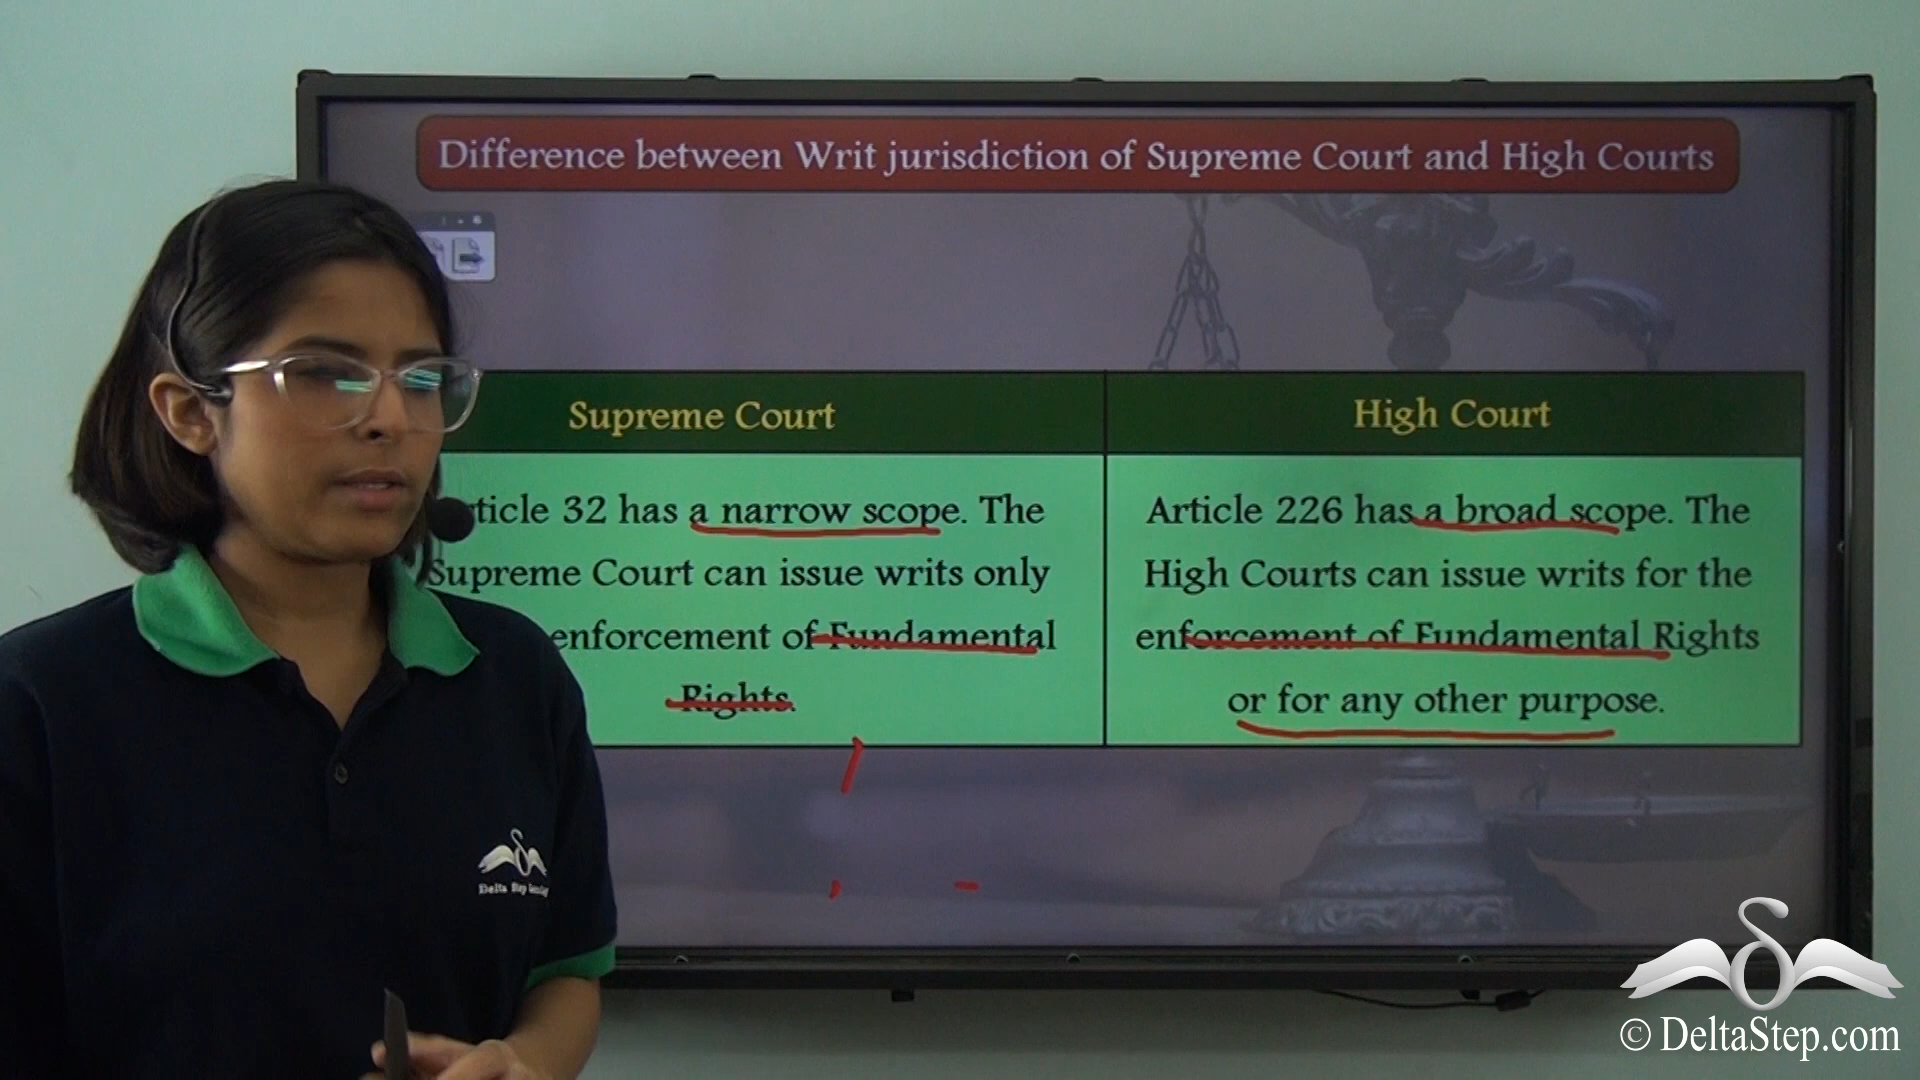 Difference between Writ jurisdiction of Supreme Court and High Courts
Supreme Court
ticle 32 has a narrow scope. The
Supreme Court can issue writs only
enforcement of Fundamental
Rights.
High Court
Article 226 has a broad scope. The
High Courts can issue writs for the
enforcement of Fundamental Rights
or for any other purpose.
Delta Step
© DeltaStep.com